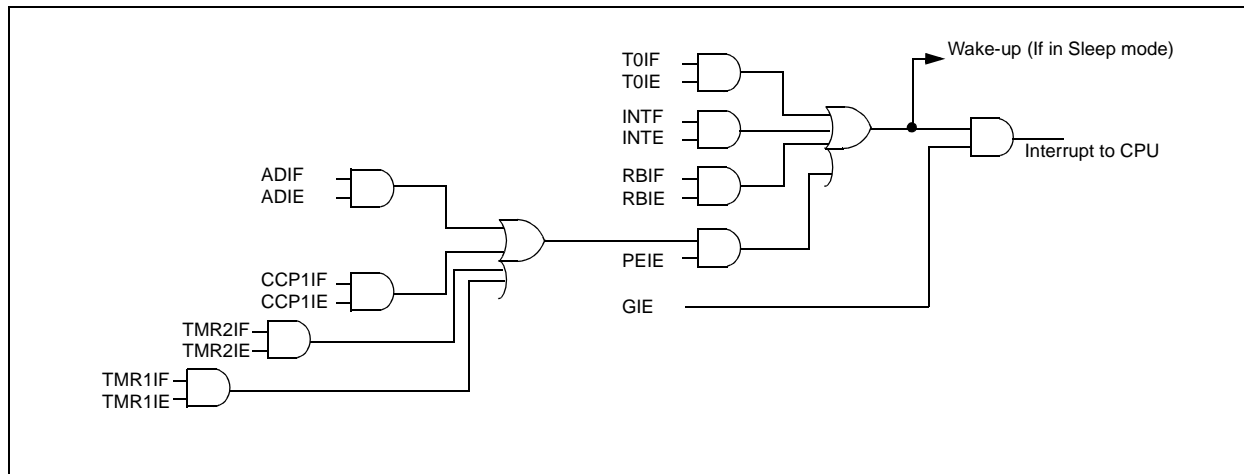 Wake-up (If in Sleep mode)
T0IF
T0IE
INTF
INTE
Interrupt to CPU
RBIF
RBIE
ADIF
ADIE
PEIE
CCP1IF
CCP1IE
GIE
TMR2IF
TMR2IE
TMR1IF
TMR1IE